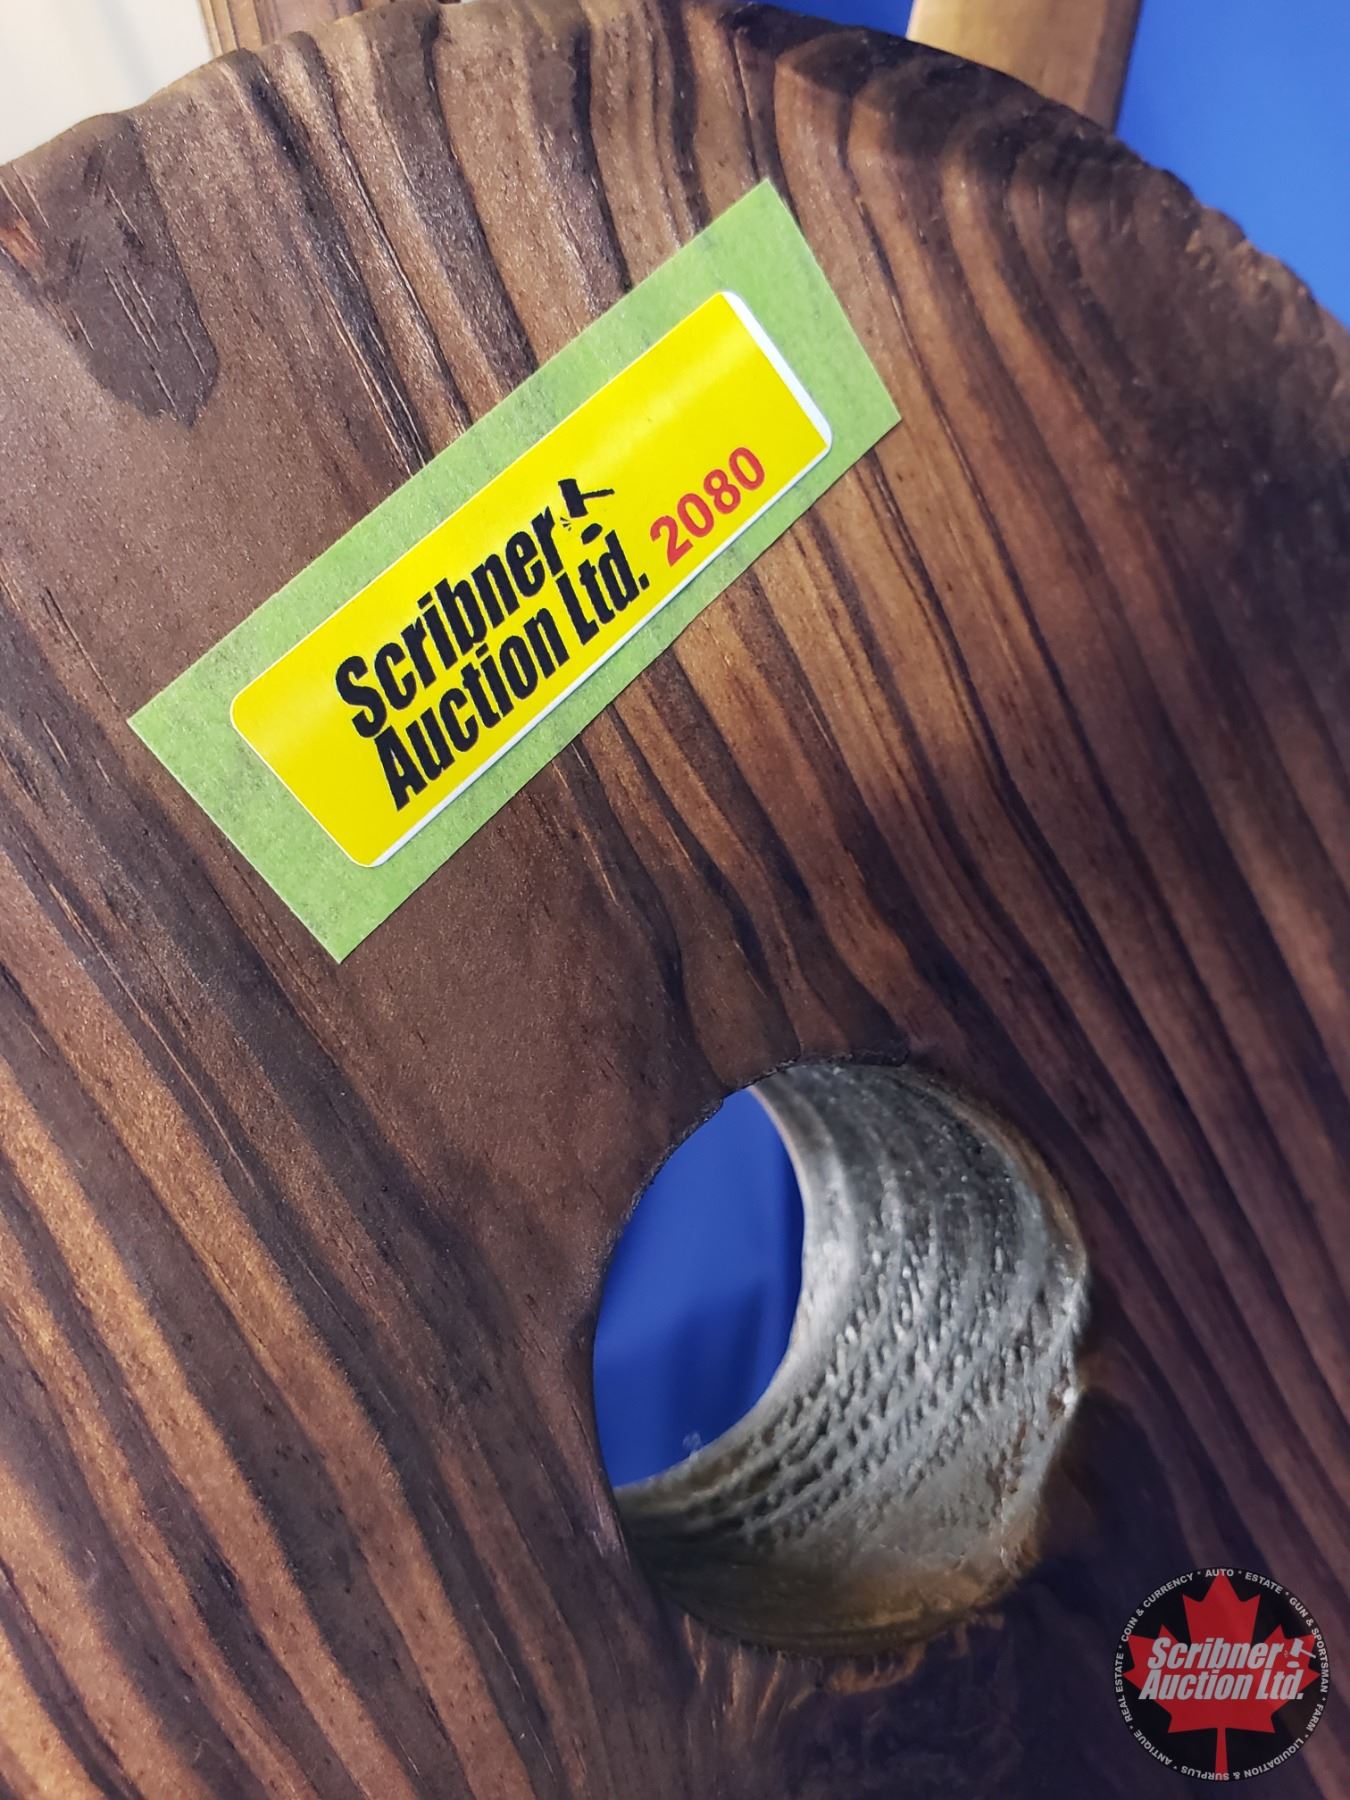 Scribner
Auction Ltd. 2080
COIN & CURRENCY • AUTO • ESTATE • GUN & SPORTSMAN • FARM • LIQUIDATION & SURPLUS • ANTIQUE • REAL ESTATE •
Scribner
Auction Ltd.